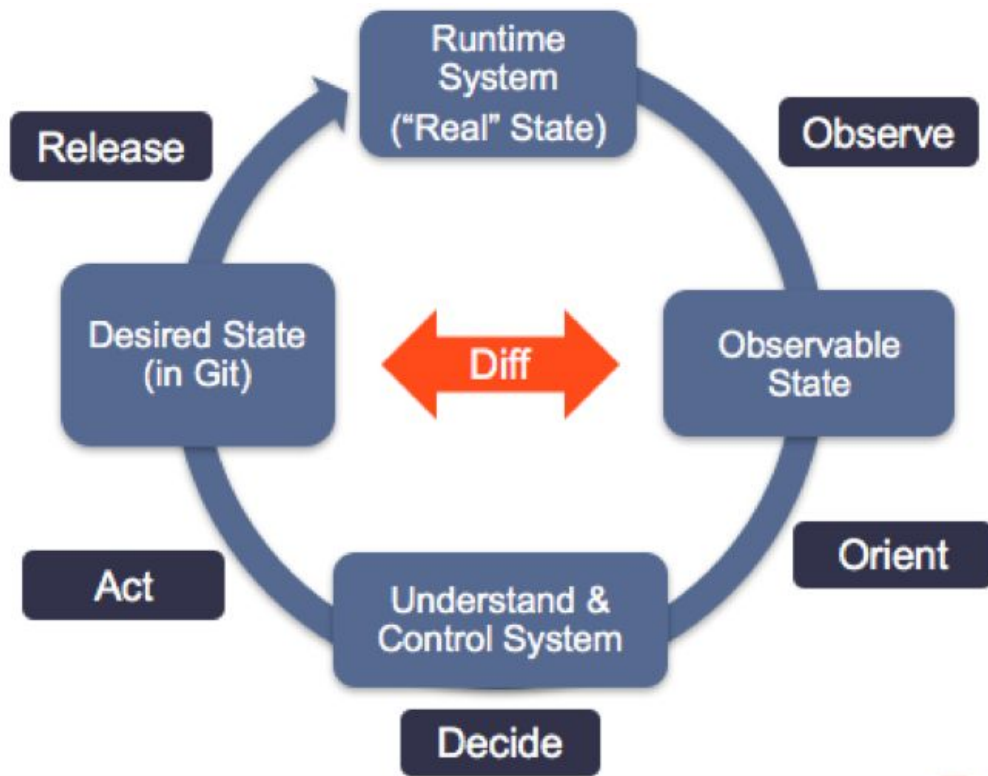 Runtime
System
(“Real” State)
Release
Observe
Desired State
(in Git)
Diff
Observable
State
Act
Orient
Understand &
Control System
Decide